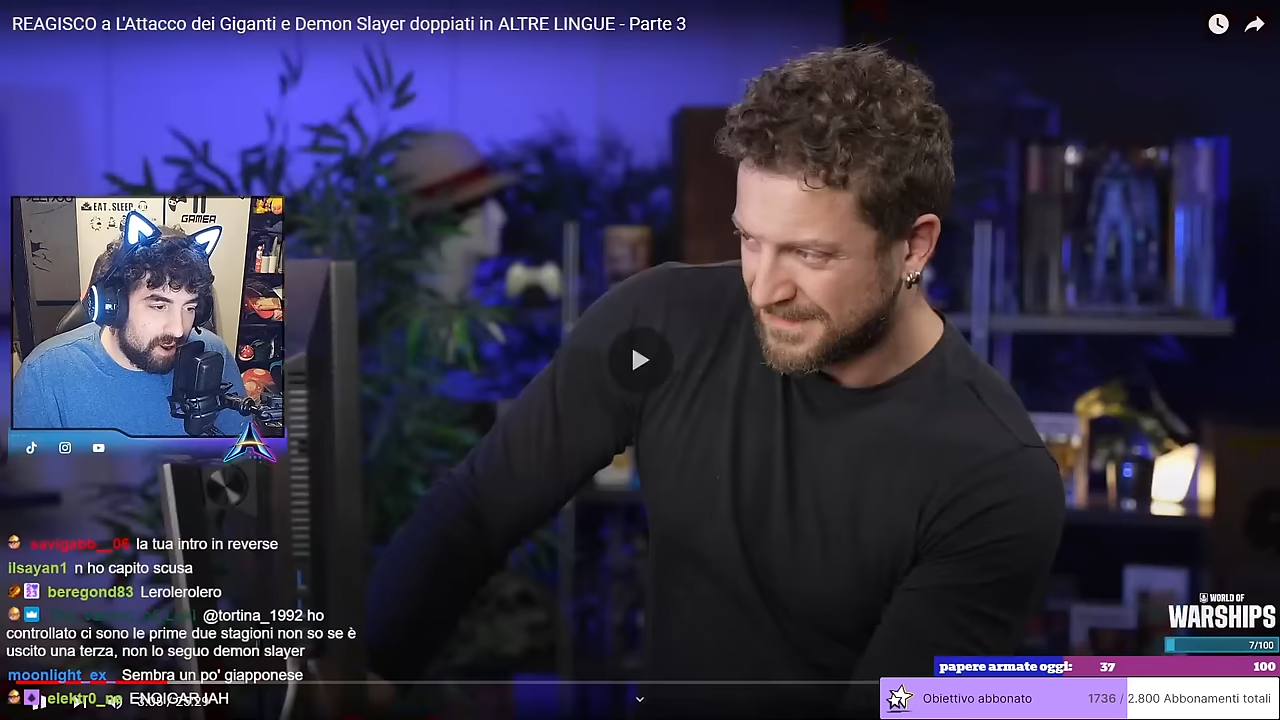 REAGISCO a L'Attacco dei Giganti e Demon Slayer doppiati in ALTRE LINGUE - Parte 3
EAT.SLEEP.
GAMER
savigabb__06 la tua intro in reverse
ilsayan1 n ho capito scusa
beregond83 Lerolerolero
@tortina_1992 ho
controllato ci sono le prime due stagioni non so se è
uscito una terza, non lo seguo demon slayer
moonlight_ex_ Sembra un po' giapponese
WORLD OF
WARSHIPS
7/100
papere armate oggi: 37 100
Obiettivo abbonato 1736 / 2.800 Abbonamenti totali